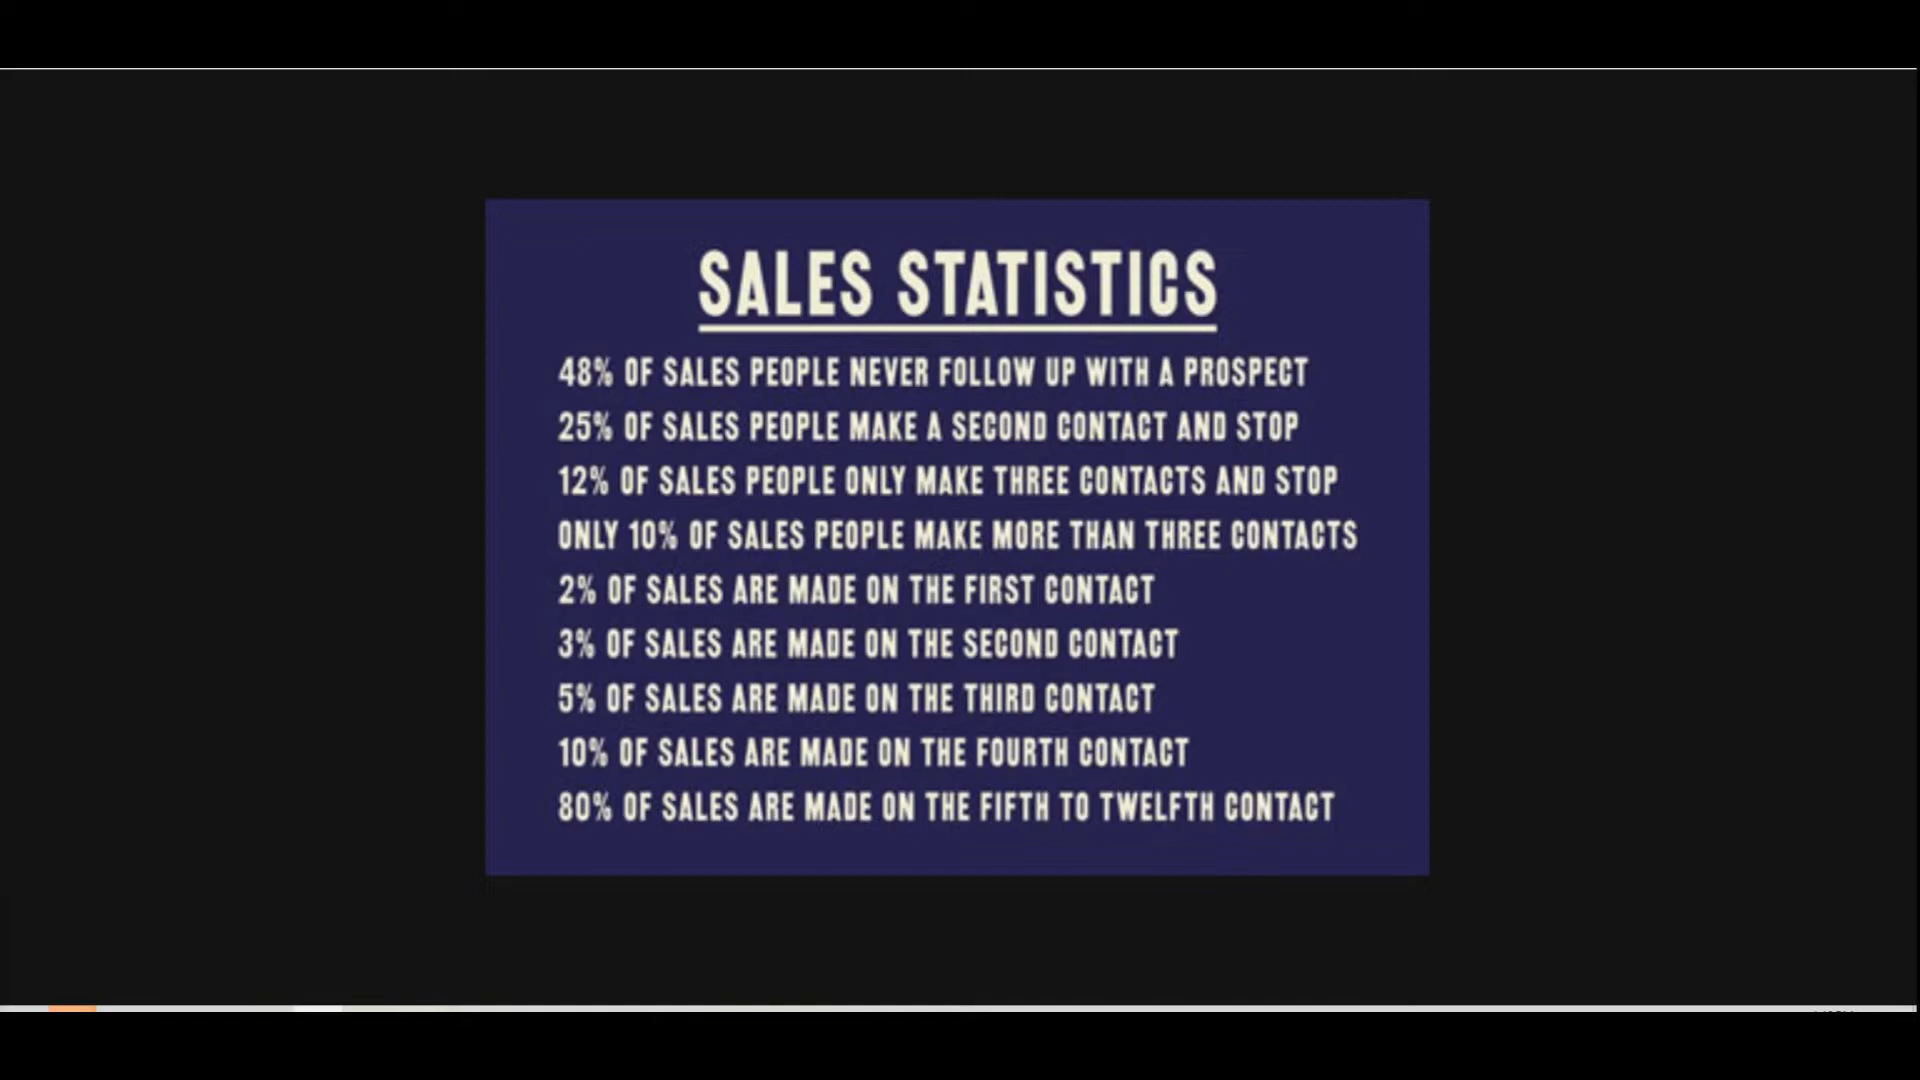 SALES STATISTICS
48% OF SALES PEOPLE NEVER FOLLOW UP WITH A PROSPECT
25% OF SALES PEOPLE MAKE A SECOND CONTACT AND STOP
12% OF SALES PEOPLE ONLY MAKE THREE CONTACTS AND STOP
ONLY 10% OF SALES PEOPLE MAKE MORE THAN THREE CONTACTS
2% OF SALES ARE MADE ON THE FIRST CONTACT
3% OF SALES ARE MADE ON THE SECOND CONTACT
5% OF SALES ARE MADE ON THE THIRD CONTACT
10% OF SALES ARE MADE ON THE FOURTH CONTACT
80% OF SALES ARE MADE ON THE FIFTH TO TWELFTH CONTACT